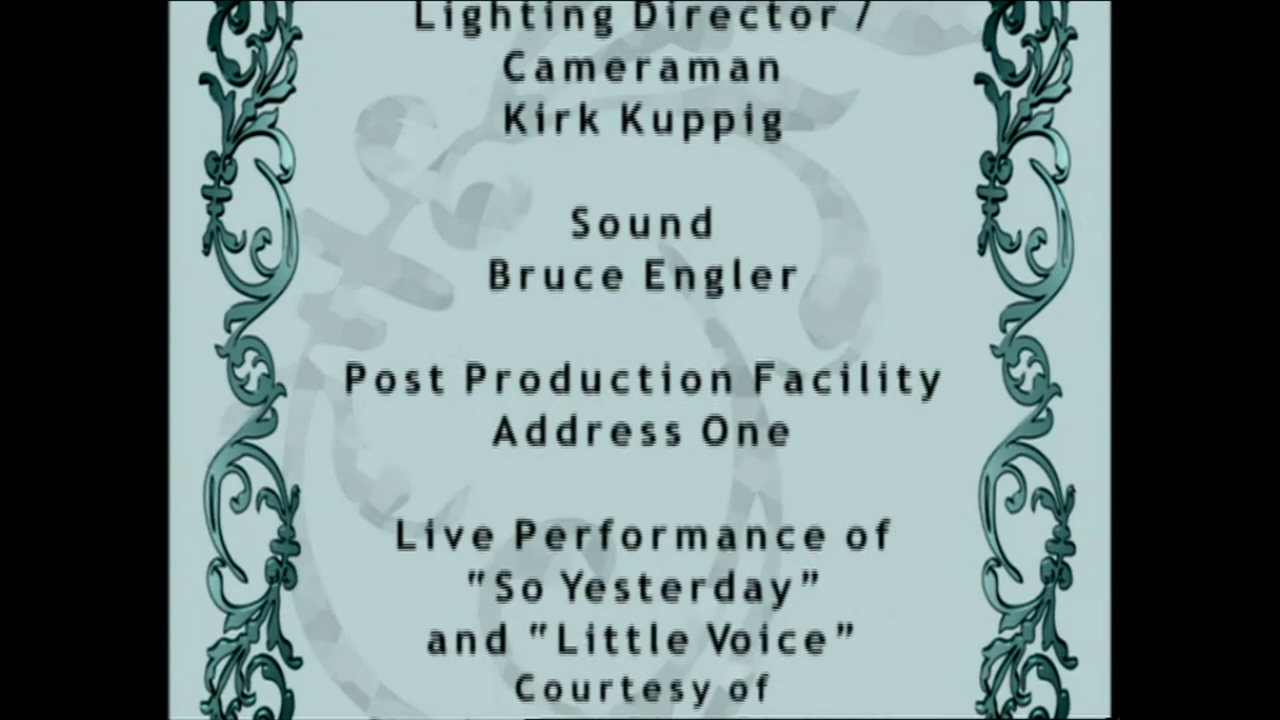 Lighting Director /
Cameraman
Kirk Kuppig
Sound
Bruce Engler
Post Production Facility
Address One
Live Performance of
"So Yesterday"
and "Little Voice"
Courtesy of